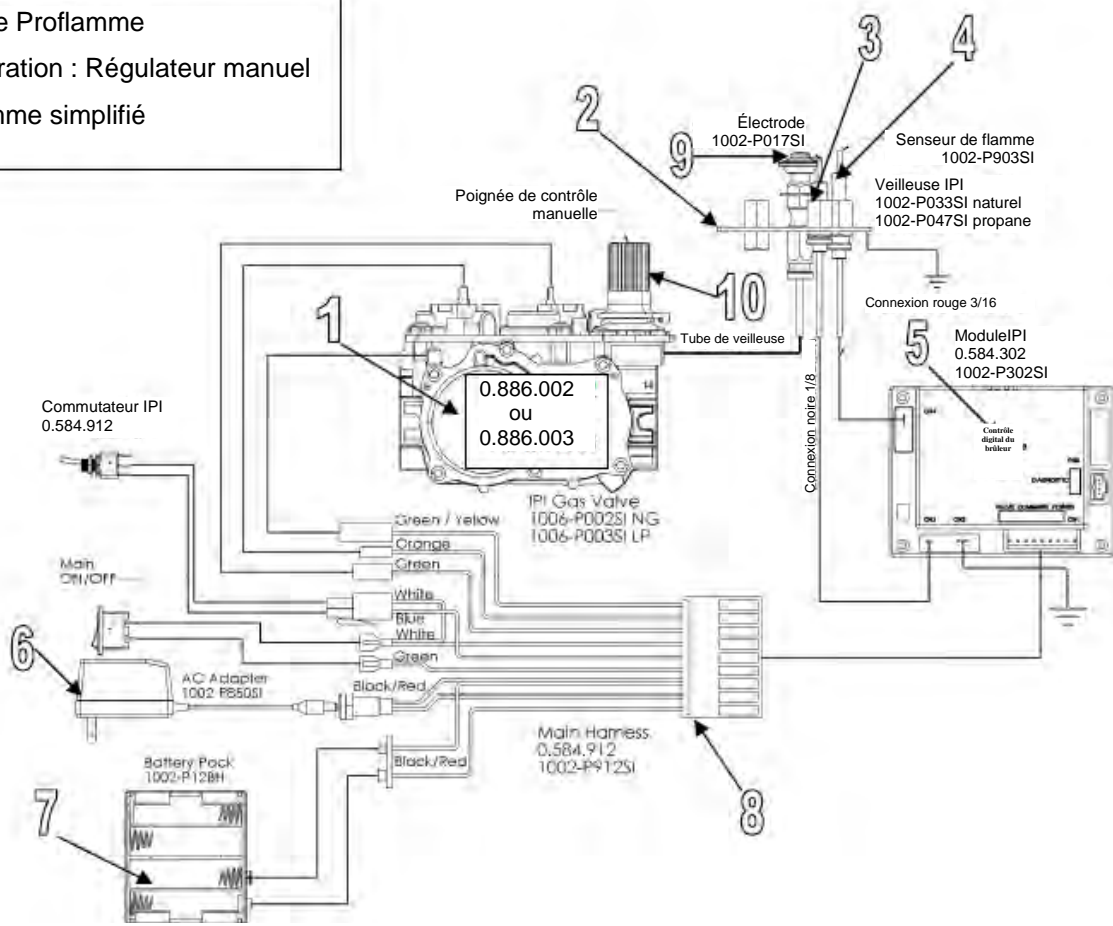 e Proflamme
ration : Régulateur manuel
nme simplifié
2
3
4
9
Électrode
1002-P017SI
Senseur de flamme
1002-P903SI
Veilleuse IPI
1002-P033SI naturel
1002-P047SI propane
Poignée de contrôle
manuelle
10
Tube de veilleuse
Connexion rouge 3/16
Connexion noire 1/8
5
ModuleIPI
0.584.302
1002-P302SI
Contrôle
digital du
brûleur
1
0.886.002
ou
0.886.003
14
IPI Gas Valve
1006-P002SI NG
1006-P003SI LP
Commutateur IPI
0.584.912
Green / Yellow
Orange
Green
White
Blue
White
Green
Main
ON/OFF
6
AC Adapter
1002 P850SI
Black/Red
Black/Red
Main Harness
0.584.912
1002-P912SI
8
Battery Pack
1002-P12BH
7